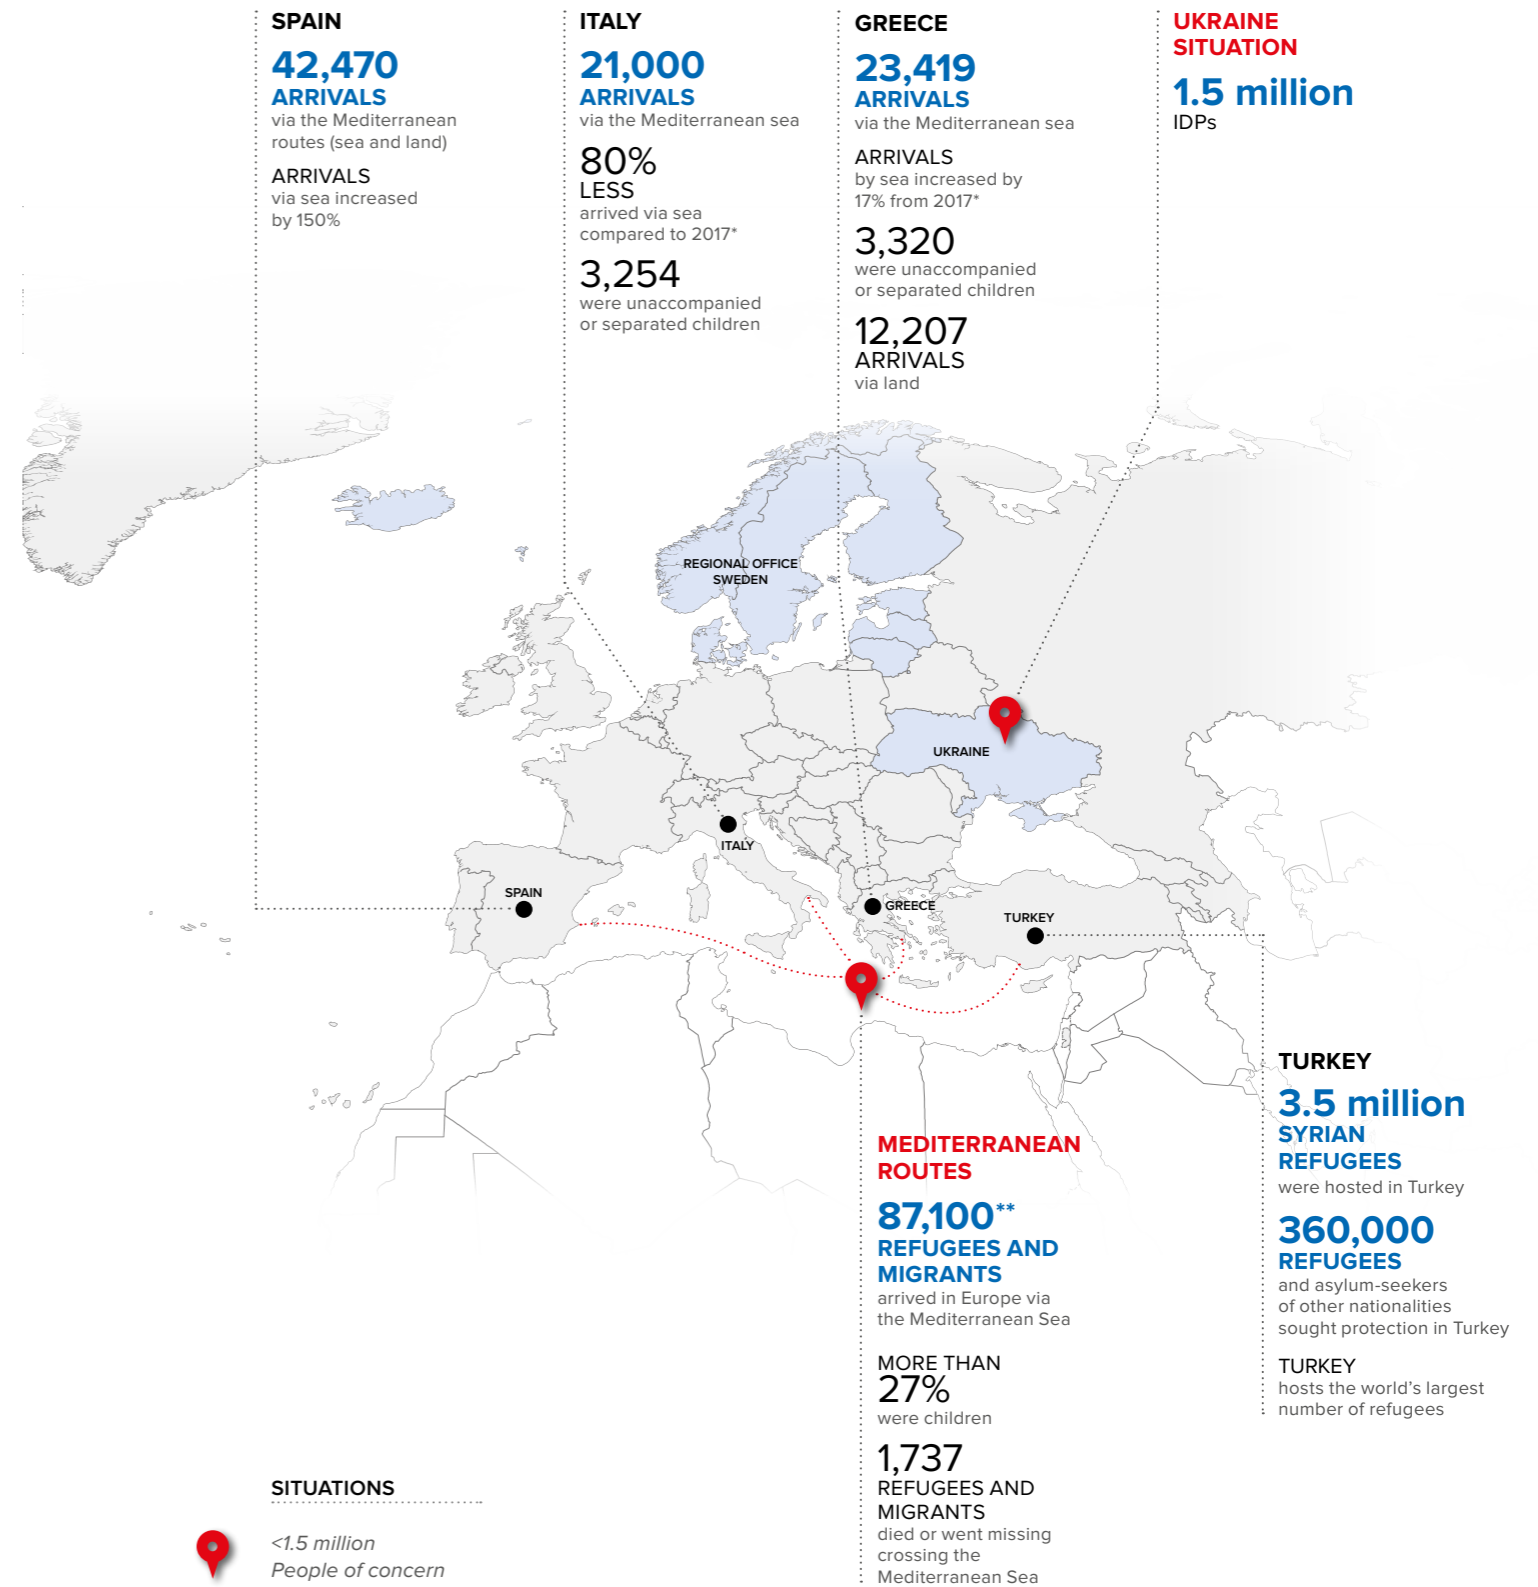 SPAIN
42,470
ARRIVALS
via the Mediterranean
routes (sea and land)
ARRIVALS
via sea increased
by 150%
ITALY
21,000
ARRIVALS
via the Mediterranean sea
80%
LESS
arrived via sea
compared to 2017*
3,254
were unaccompanied
or separated children
GREECE
23,419
ARRIVALS
via the Mediterranean sea
ARRIVALS
by sea increased by
17% from 2017*
3,320
were unaccompanied
or separated children
12,207
ARRIVALS
via land
UKRAINE
SITUATION
1.5 million
IDPs
REGIONAL OFFICE
SWEDEN
UKRAINE
ITALY
SPAIN
GREECE
TURKEY
TURKEY
3.5 million
SYRIAN
REFUGEES
were hosted in Turkey
360,000
REFUGEES
and asylum-seekers
of other nationalities
sought protection in Turkey
TURKEY
hosts the world's largest
number of refugees
MEDITERRANEAN
ROUTES
87,100**
REFUGEES AND
MIGRANTS
arrived in Europe via
the Mediterranean Sea
MORE THAN
27%
were children
1,737
REFUGEES AND
MIGRANTS
died or went missing
crossing the
Mediterranean Sea
SITUATIONS
<1.5 million
People of concern